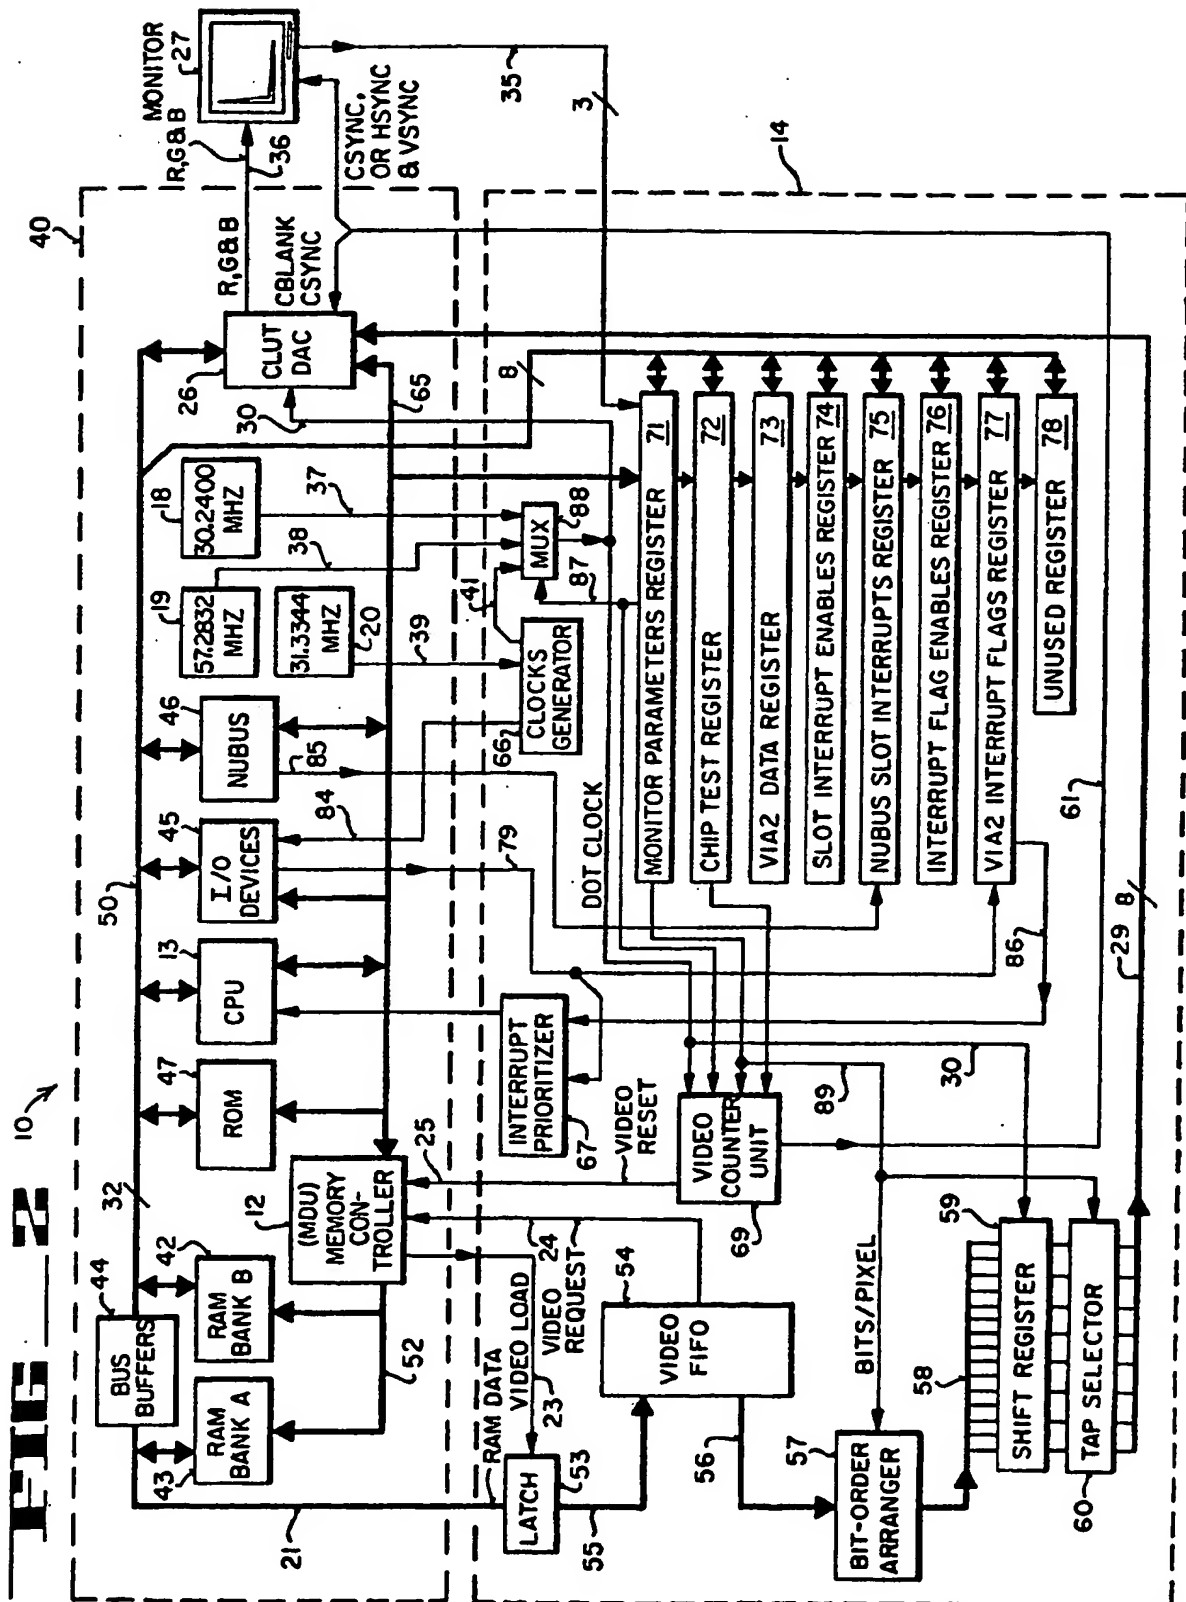 FIG_2
10
40
MONITOR
27
R,G&B
36
R,G&B
CSYNC,
OR HSYNC
& VSYNC
CBLANK
CSYNC
35
3
14
50
32
44
BUS
BUFFERS
42
RAM
BANK B
43
RAM
BANK A
12
(MDU)
MEMORY
CON-
TROLLER
47
ROM
13
CPU
45
I/O
DEVICES
46
NUBUS
85
84
79
19
57.2832
MHZ
18
30.2400
MHZ
31.3344
MHZ
20
38
37
39
41
26
CLUT
DAC
30
65
8
52
21
RAM DATA
VIDEO LOAD
23
VIDEO
REQUEST
24
25
VIDEO
RESET
LATCH
53
55
54
VIDEO
FIFO
56
57
BIT-ORDER
ARRANGER
BITS/PIXEL
58
59
SHIFT REGISTER
TAP SELECTOR
60
INTERRUPT
PRIORITIZER
67
VIDEO
COUNTER
UNIT
69
89
30
66
CLOCKS
GENERATOR
MUX
88
87
DOT CLOCK
MONITOR PARAMETERS REGISTER 71
CHIP TEST REGISTER 72
VIA2 DATA REGISTER 73
SLOT INTERRUPT ENABLES REGISTER 74
NUBUS SLOT INTERRUPTS REGISTER 75
INTERRUPT FLAG ENABLES REGISTER 76
VIA2 INTERRUPT FLAGS REGISTER 77
UNUSED REGISTER 78
86
61
29
8